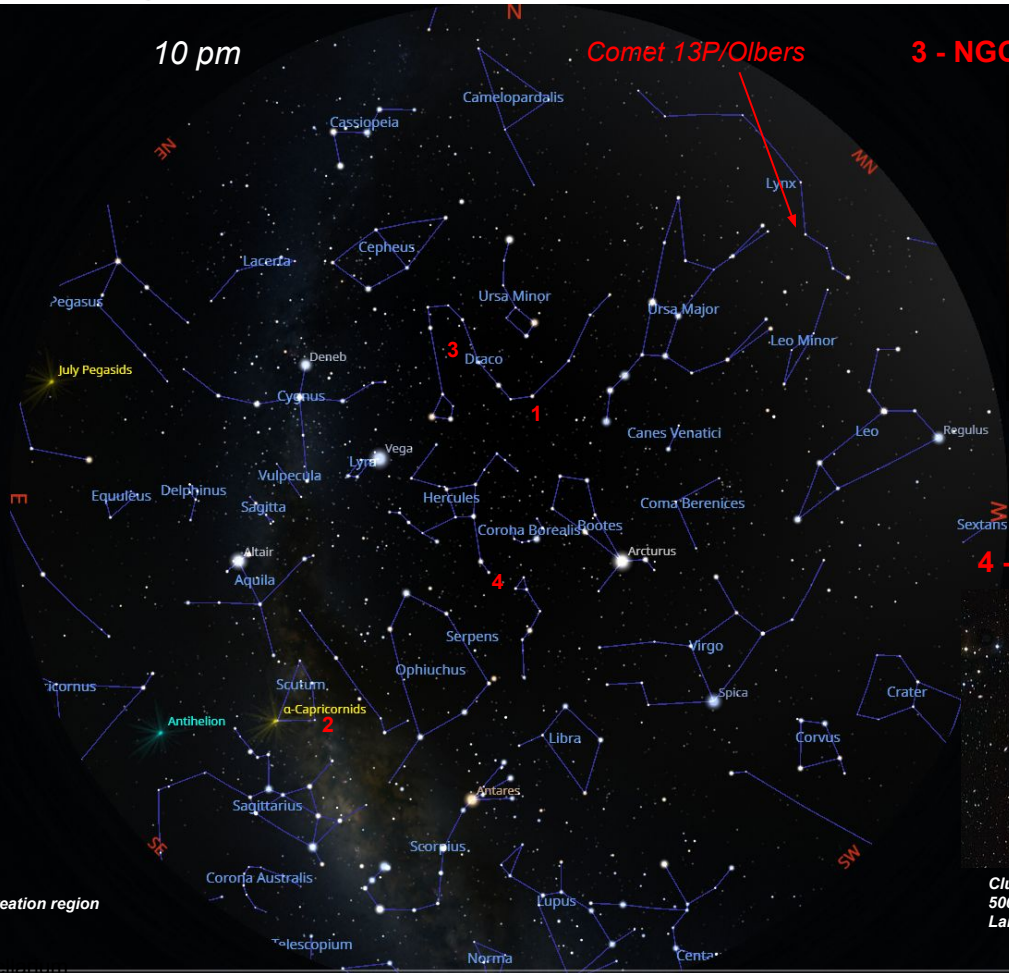 N
10 pm
Comet 13P/Olbers
3 - NGC
Camelopardalis
Cassiopeia
NE
NW
Lynx
Cepheus
Lacerta
Pegasus
Ursa Minor
Ursa Major
Leo Minor
3
Draco
Deneb
July Pegasids
Cygnus
1
Canes Venatici
Leo
Regulus
Vega
Lyra
Vulpecula
Hercules
Equuleus
Delphinus
Sagitta
Coma Berenices
E
W
Sextans
Corona Borealis
Bootes
Altair
Arcturus
Aquila
4
4 -
Serpens
Virgo
Ophiuchus
ricornus
Scutum
Spica
Crater
α-Capricornids
2
Antihelion
Libra
Corvus
Antares
Sagittarius
Scorpius
SE
SW
Corona Australis
Lupus
Clu
eation region
500
Lar
Telescopium
Norma
Centa